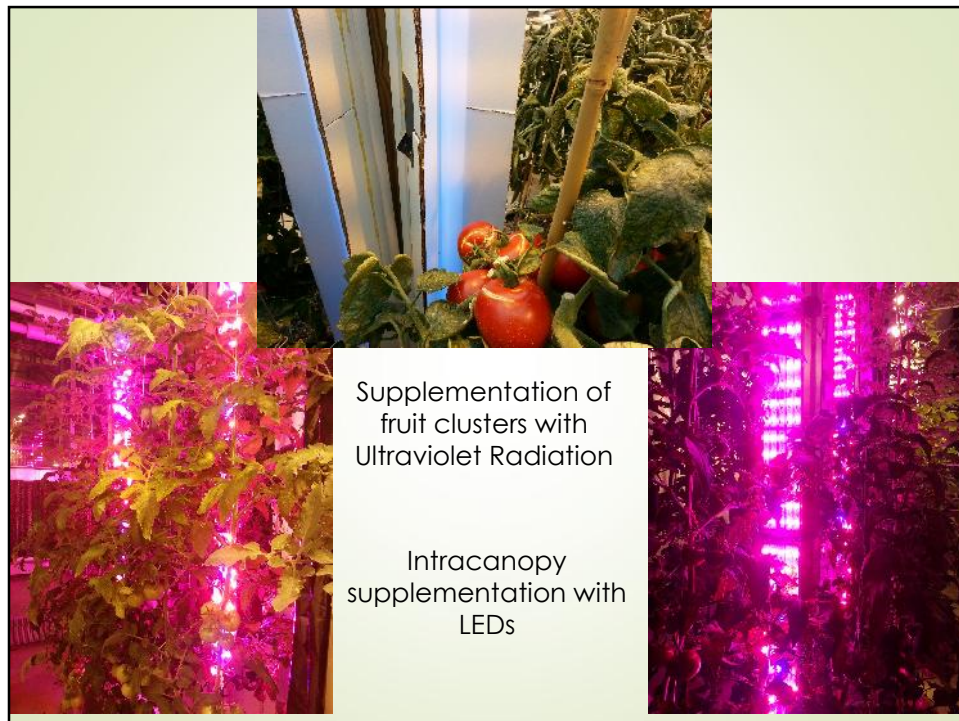 Supplementation of
fruit clusters with
Ultraviolet Radiation
Intracanopy
supplementation with
LEDs